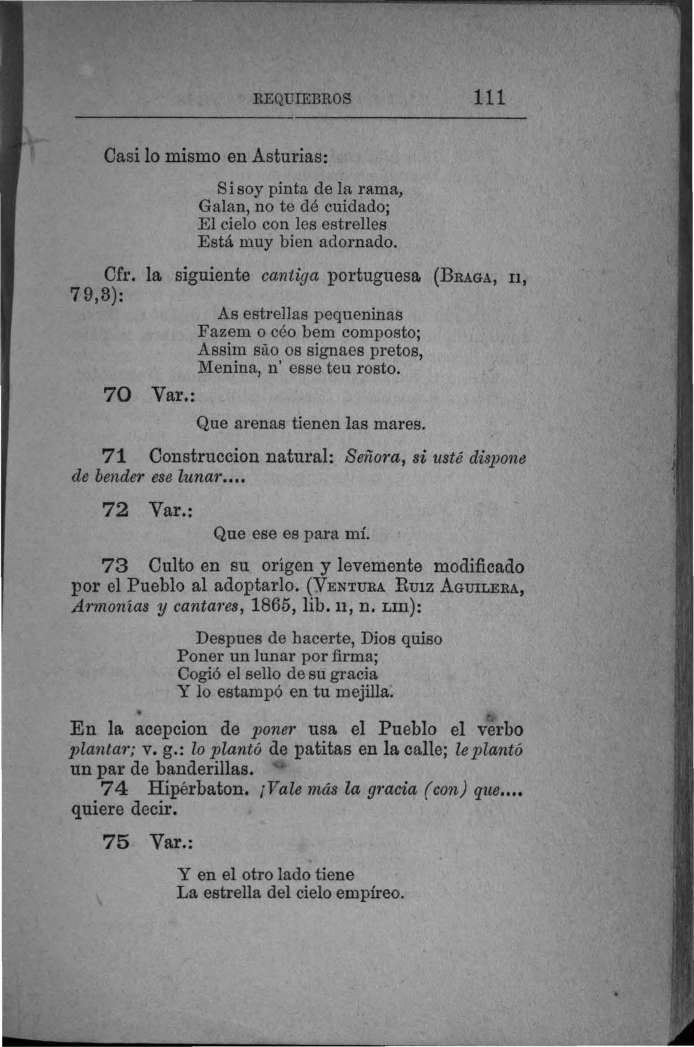 REQUIEBROS 111
Casi lo mismo en Asturias:
Si soy pinta de la rama,
Galan, no te dé cuidado;
El cielo con les estrelles
Está muy bien adornado.
Cfr. la siguiente cantiga portuguesa (BRAGA, II,
79,3):
As estrellas pequeninas
Fazem o céo bem composto;
Assim são os signaes pretos,
Menina, n' esse teu rosto.
70 Var.:
Que arenas tienen las mares.
71 Construccion natural: Señora, si usté dispone
de bender ese lunar....
72 Var.:
Que ese es para mí.
73 Culto en su orígen y levemente modificado
por el Pueblo al adoptarlo. (VENTURA RUIZ AGUILERA,
Armonías y cantares, 1865, lib. II, n. LIII):
Despues de hacerte, Dios quiso
Poner un lunar por firma;
Cogió el sello de su gracia
Y lo estampó en tu mejilla.
En la acepcion de poner usa el Pueblo el verbo
plantar; v. g.: lo plantó de patitas en la calle; le plantó
un par de banderillas.
74 Hipérbaton. ¡Vale más la gracia (con) que....
quiere decir.
75 Var.:
Y en el otro lado tiene
La estrella del cielo empíreo.